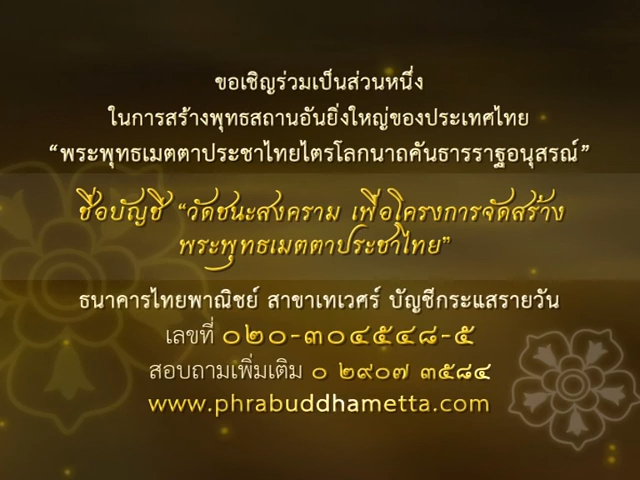 ขอเชิญร่วมเป็นส่วนหนึ่ง
ในการสร้างพุทธสถานอันยิ่งใหญ่ของประเทศไทย
“พระพุทธเมตตาประชาไทยไตรโลกนาถคันธารราฐอนุสรณ์”
ชื่อบัญชี “วัดชนะสงคราม เพื่อโครงการจัดสร้าง
พระพุทธเมตตาประชาไทย”
ธนาคารไทยพาณิชย์ สาขาเทเวศร์ บัญชีกระแสรายวัน
เลขที่ ๐๒๐-๓๐๔๕๔๘-๕
สอบถามเพิ่มเติม ๐ ๒๙๐๗ ๓๕๘๔
www.phrabuddhametta.com